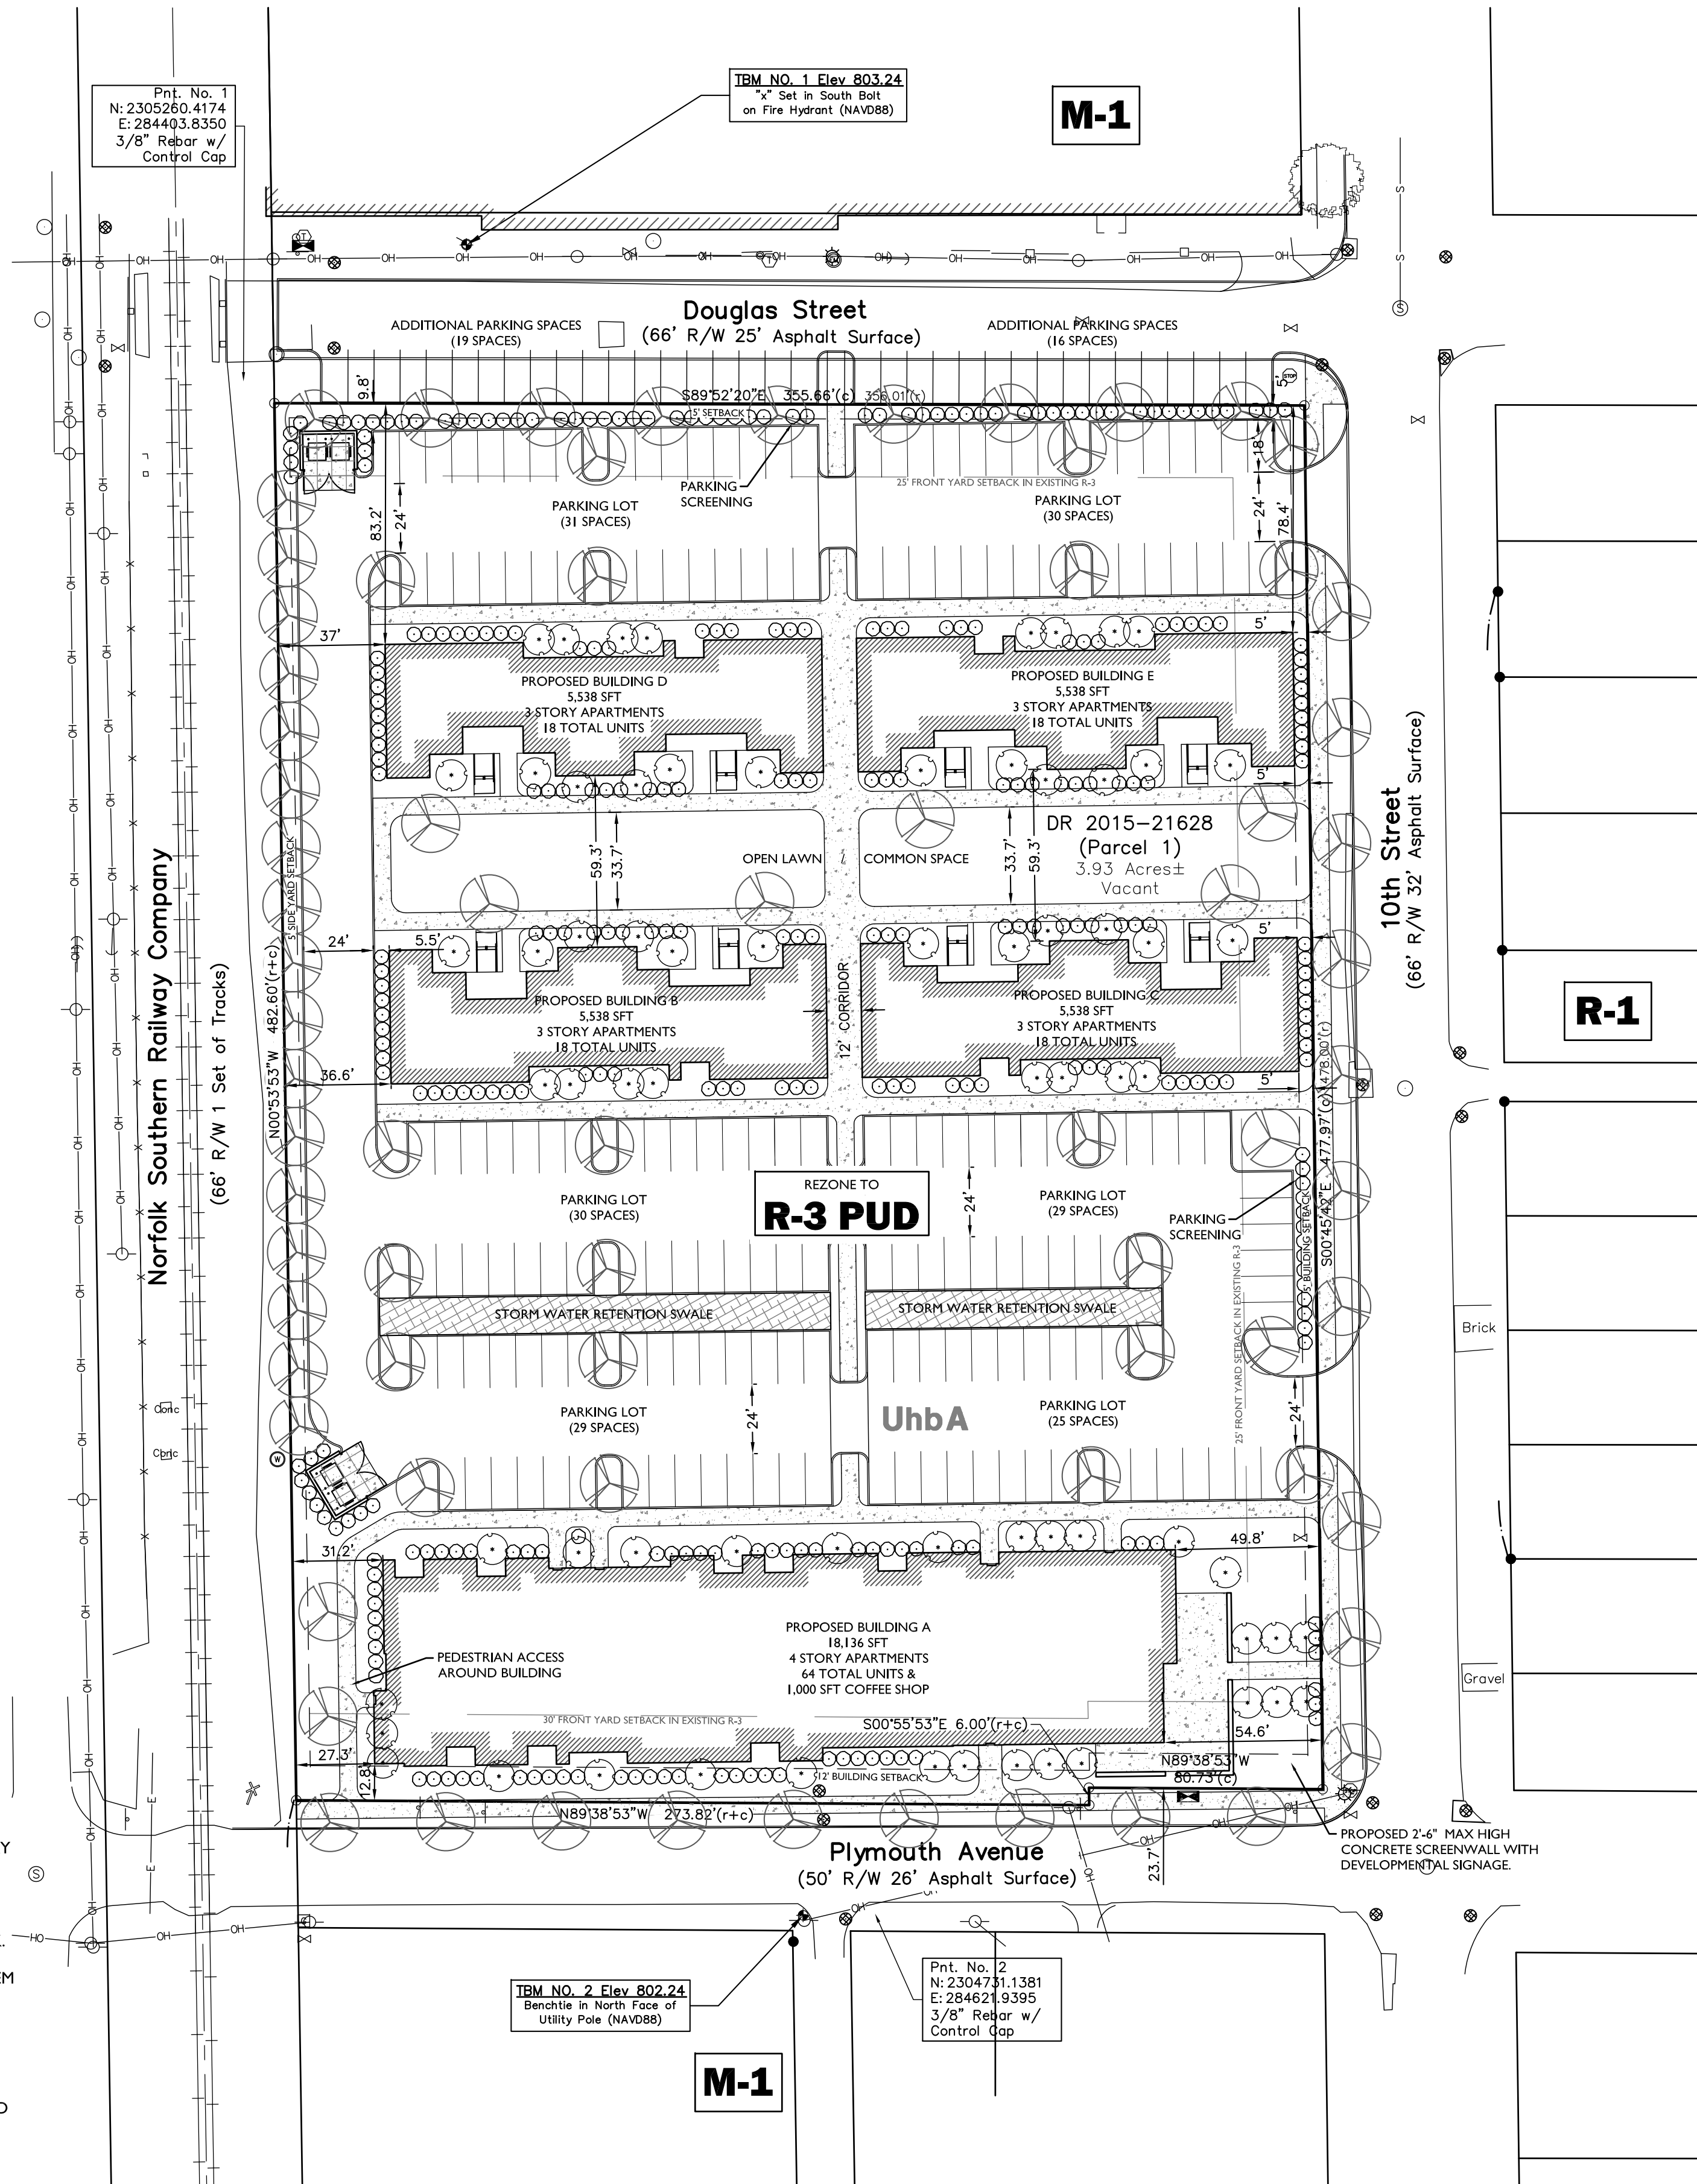 Pnt. No. 1
N: 2305260.4174
E: 284403.8350
3/8" Rebar w/
Control Cap
TBM NO. 1 Elev 803.24
"x" Set in South Bolt
on Fire Hydrant (NAVD88)
M-1
Douglas Street
(66' R/W 25' Asphalt Surface)
ADDITIONAL PARKING SPACES
(19 SPACES)
ADDITIONAL PARKING SPACES
(16 SPACES)
STOP
9.8'
S89°52'20"E 355.66'(c) 356.01'(r)
5' SETBACK
5'
18'
24'
78.4'
83.2'
24'
PARKING
SCREENING
25' FRONT YARD SETBACK IN EXISTING R-3
PARKING LOT
(31 SPACES)
PARKING LOT
(30 SPACES)
37'
5'
PROPOSED BUILDING D
5,538 SFT
3 STORY APARTMENTS
18 TOTAL UNITS
PROPOSED BUILDING E
5,538 SFT
3 STORY APARTMENTS
18 TOTAL UNITS
5'
59.3'
33.7'
33.7'
59.3'
OPEN LAWN / COMMON SPACE
DR 2015-21628
(Parcel 1)
3.93 Acres±
Vacant
10th Street
(66' R/W 32' Asphalt Surface)
Norfolk Southern Railway Company
(66' R/W 1 Set of Tracks)
5' SIDE YARD SETBACK
N00°53'53"W 482.60'(r+c)
24'
5.5'
5'
PROPOSED BUILDING B
5,538 SFT
3 STORY APARTMENTS
18 TOTAL UNITS
12' CORRIDOR
PROPOSED BUILDING C
5,538 SFT
3 STORY APARTMENTS
18 TOTAL UNITS
R-1
36.6'
5'
S00°45'42"E 477.97'(c) 478.00'(r)
REZONE TO
R-3 PUD
PARKING LOT
(30 SPACES)
24'
PARKING LOT
(29 SPACES)
PARKING
SCREENING
5' BUILDING SETBACK
STORM WATER RETENTION SWALE
STORM WATER RETENTION SWALE
25' FRONT YARD SETBACK IN EXISTING R-3
Brick
PARKING LOT
(29 SPACES)
24'
UhbA
PARKING LOT
(25 SPACES)
24'
Conc
Conc
W
31.2'
49.8'
PROPOSED BUILDING A
18,136 SFT
4 STORY APARTMENTS
64 TOTAL UNITS &
1,000 SFT COFFEE SHOP
PEDESTRIAN ACCESS
AROUND BUILDING
Gravel
30' FRONT YARD SETBACK IN EXISTING R-3
S00°55'53"E 6.00'(r+c)
54.6'
27.3'
12.8'
12' BUILDING SETBACK
N89°38'53"W
80.73'(c)
N89°38'53"W 273.82'(r+c)
Plymouth Avenue
(50' R/W 26' Asphalt Surface)
23.7'
PROPOSED 2'-6" MAX HIGH
CONCRETE SCREENWALL WITH
DEVELOPMENTAL SIGNAGE.
TBM NO. 2 Elev 802.24
Benchtie in North Face of
Utility Pole (NAVD88)
Pnt. No. 2
N: 2304731.1381
E: 284621.9395
3/8" Rebar w/
Control Cap
M-1